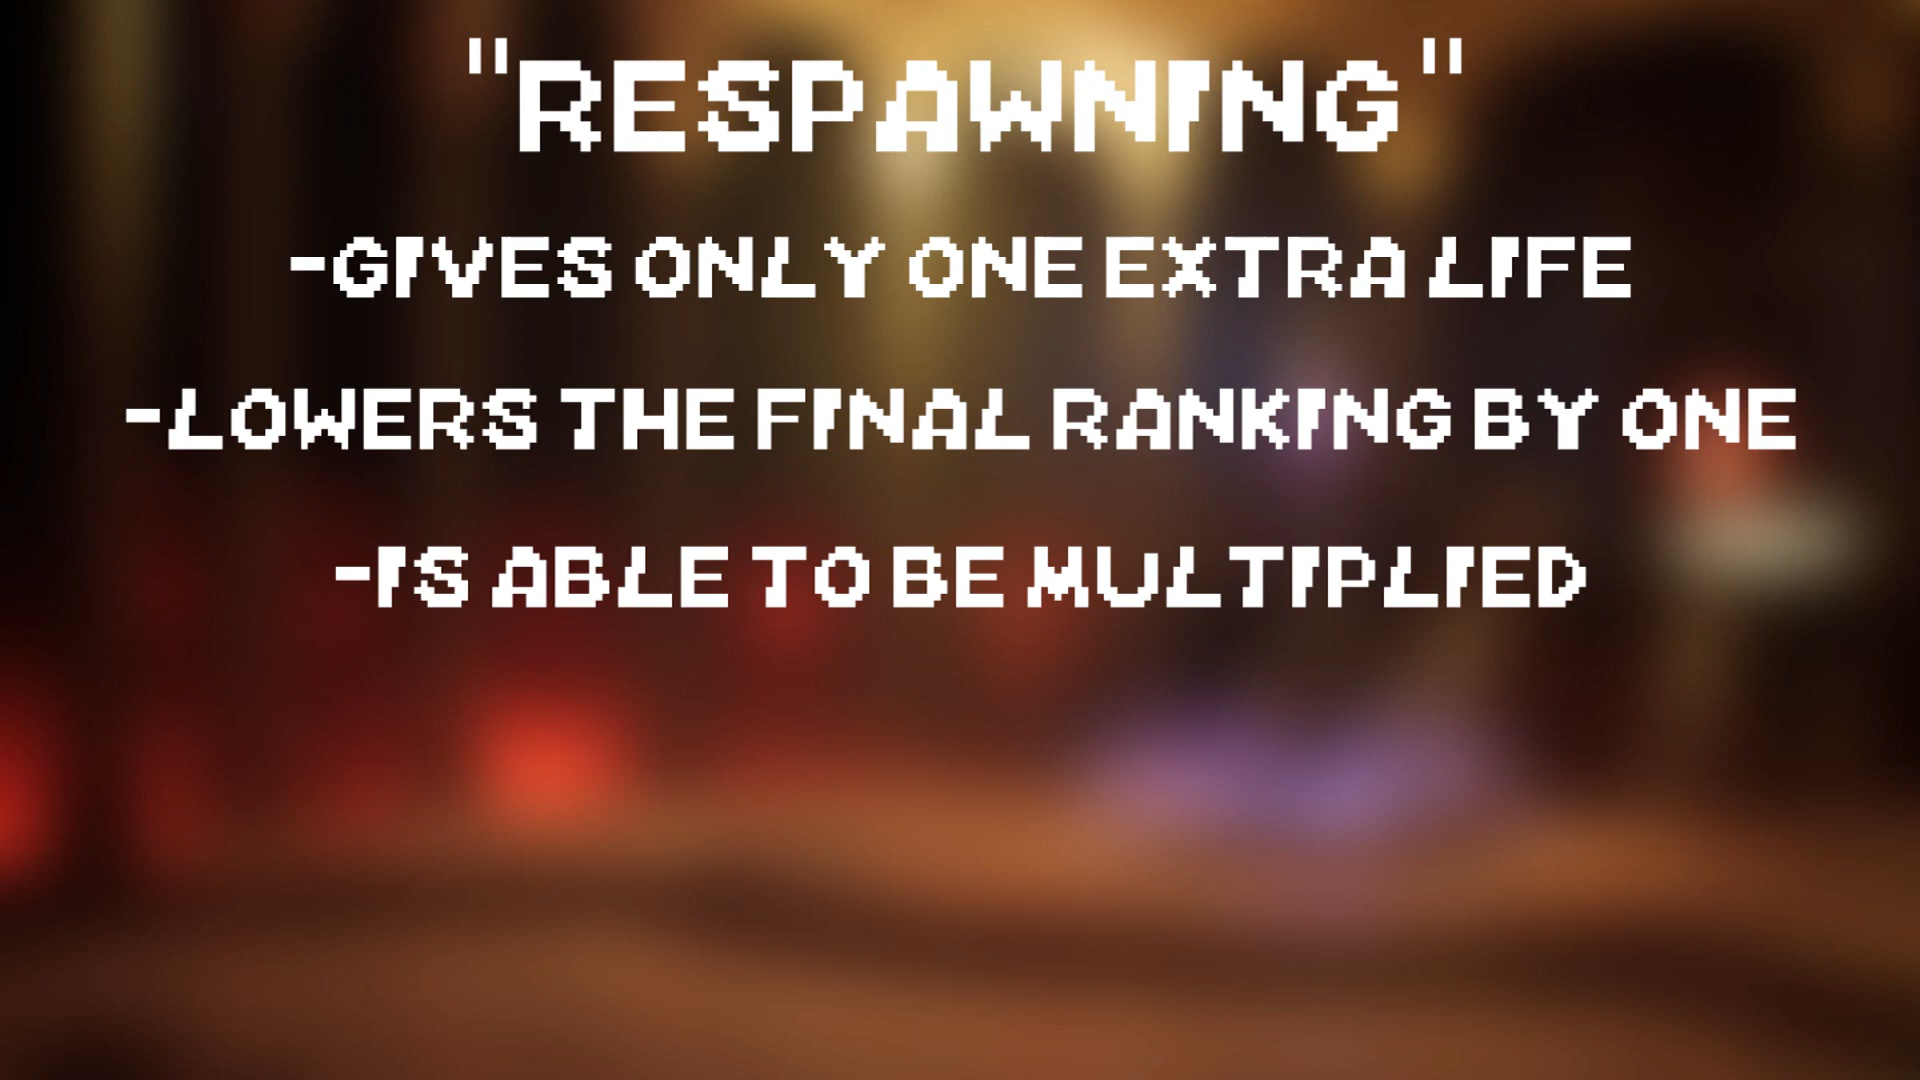 "RESPAWNING"
-GIVES ONLY ONE EXTRA LIFE
-LOWERS THE FINAL RANKING BY ONE
-IS ABLE TO BE MULTIPLIED